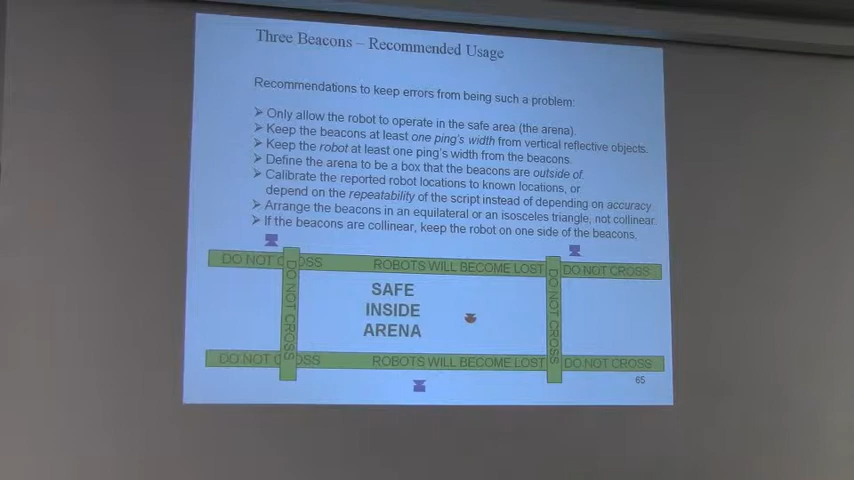 Three Beacons – Recommended Usage
Recommendations to keep errors from being such a problem:
➢ Only allow the robot to operate in the safe area (the arena).
➢ Keep the beacons at least one ping's width from vertical reflective objects.
➢ Keep the robot at least one ping's width from the beacons.
➢ Define the arena to be a box that the beacons are outside of.
➢ Calibrate the reported robot locations to known locations, or
depend on the repeatability of the script instead of depending on accuracy
➢ Arrange the beacons in an equilateral or an isosceles triangle, not collinear.
➢ If the beacons are collinear, keep the robot on one side of the beacons.
DO NOT CROSS
ROBOTS WILL BECOME LOST
DO NOT CROSS
DO NOT CROSS
SAFE
INSIDE
ARENA
DO NOT CROSS
DO NOT CROSS
ROBOTS WILL BECOME LOST
DO NOT CROSS
65